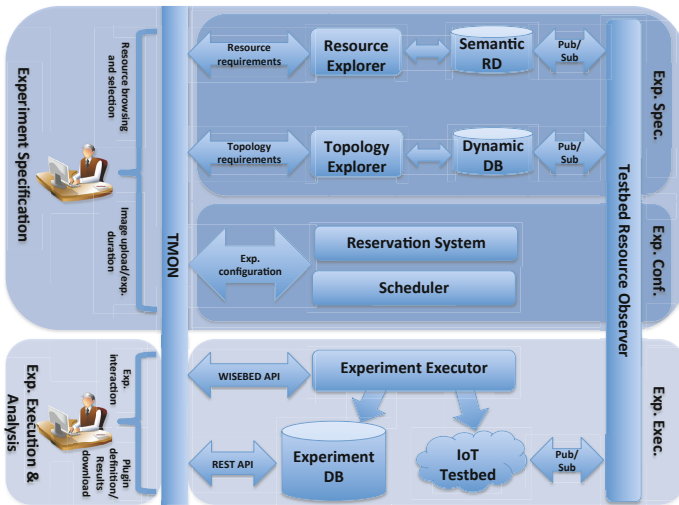 Experiment Specification
Resource browsing
and selection
Image upload/exp.
duration
TMON
Resource
requirements
Resource
Explorer
Semantic
RD
Pub/
Sub
Exp. Spec.
Topology
requirements
Topology
Explorer
Dynamic
DB
Pub/
Sub
Testbed Resource Observer
Exp.
configuration
Reservation System
Scheduler
Exp. Conf.
Exp. Execution &
Analysis
Exp.
interaction
Plugin
definition/
Results
download
WISEBED API
Experiment Executor
REST API
Experiment
DB
IoT
Testbed
Pub/
Sub
Exp. Exec.